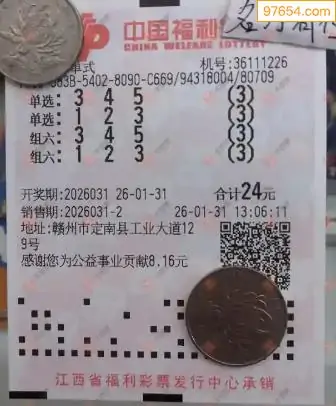 97654.com
中国福利
CHINA WELFARE LOTTERY
单式 机号:36111226
683B-5402-8090-C669/94318004/80709
单选: 3 4 5 (3)
单选: 1 2 3 (3)
组六: 3 4 5 (3)
组六: 1 2 3 (3)
开奖期:2026031 26-01-31 合计24元
销售期:2026031-2 26-01-31 13:06:11
地址:赣州市定南县工业大道12
9号
感谢您为公益事业贡献8.16元
江西省福利彩票发行中心承销